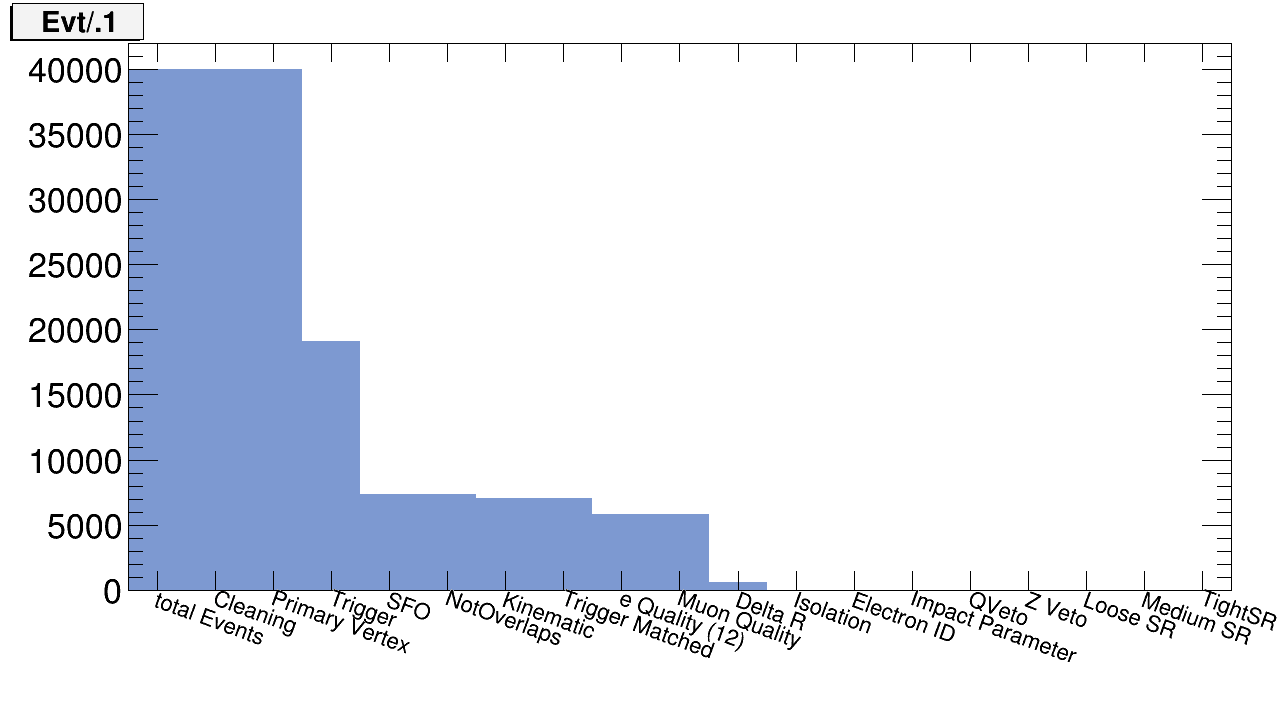 Evt/.1
40000
35000
30000
25000
20000
15000
10000
5000
0
total Events
Cleaning
Primary Vertex
Trigger
SFO
NotOverlaps
Kinematic
Trigger Matched
e Quality (12)
Muon Quality
Delta R
Isolation
Electron ID
Impact Parameter
QVeto
Z Veto
Loose SR
Medium SR
TightSR